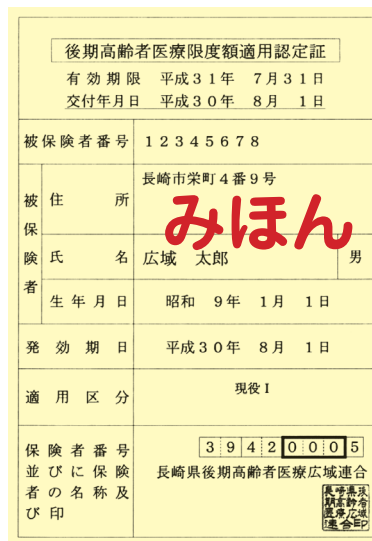 後期高齢者医療限度額適用認定証
有効期限 平成31年 7月31日
交付年月日 平成30年 8月 1日
被保険者番号 12345678
被保険者
住所 長崎市栄町4番9号
みほん
氏名 広域 太郎 男
生年月日 昭和 9年 1月 1日
発効期日 平成30年 8月 1日
適用区分 現役Ⅰ
保険者番号
並びに保険
者の名称及
び印
39420005
長崎県後期高齢者医療広域連合